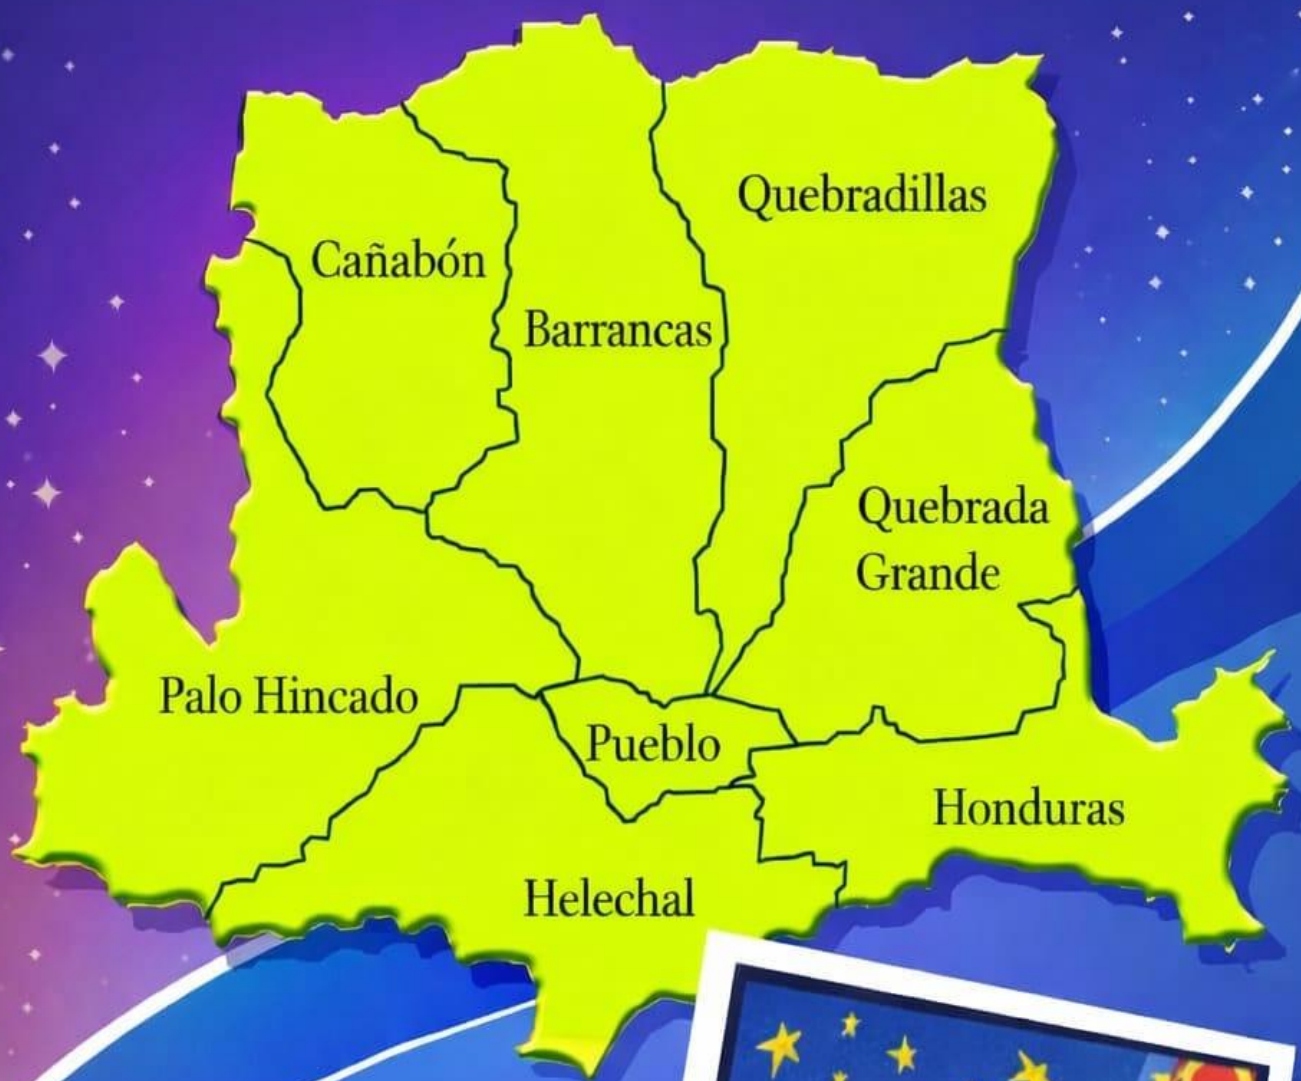 Quebradillas
Cañabón
Barrancas
Quebrada
Grande
Palo Hincado
Pueblo
Honduras
Helechal